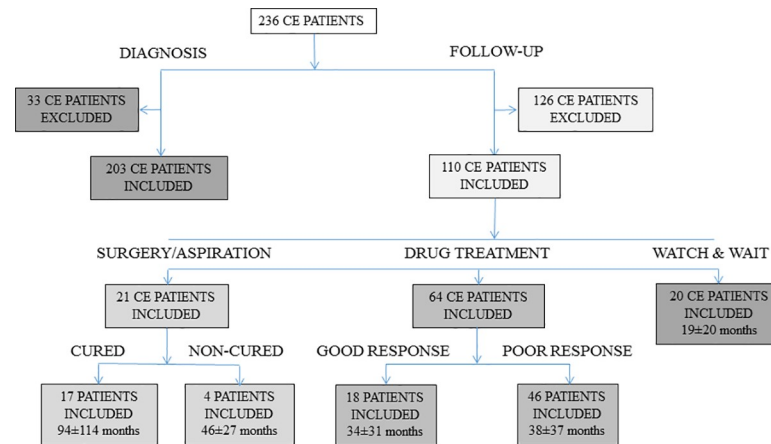 236 CE PATIENTS
DIAGNOSIS
FOLLOW-UP
33 CE PATIENTS
EXCLUDED
126 CE PATIENTS
EXCLUDED
203 CE PATIENTS
INCLUDED
110 CE PATIENTS
INCLUDED
SURGERY/ASPIRATION
DRUG TREATMENT
WATCH & WAIT
21 CE PATIENTS
INCLUDED
64 CE PATIENTS
INCLUDED
20 CE PATIENTS
INCLUDED
19±20 months
CURED
NON-CURED
GOOD RESPONSE
POOR RESPONSE
17 PATIENTS
INCLUDED
94±114 months
4 PATIENTS
INCLUDED
46±27 months
18 PATIENTS
INCLUDED
34±31 months
46 PATIENTS
INCLUDED
38±37 months